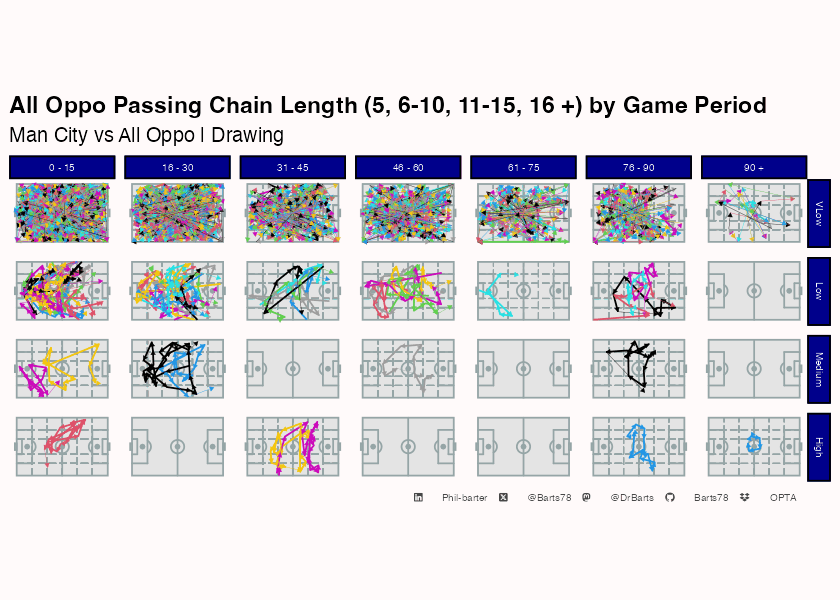 All Oppo Passing Chain Length (5, 6-10, 11-15, 16 +) by Game Period
Man City vs All Oppo | Drawing
0 - 15 16 - 30 31 - 45 46 - 60 61 - 75 76 - 90 90 +
VLow
Low
Medium
High
Phil-barter @Barts78 @DrBarts Barts78 OPTA